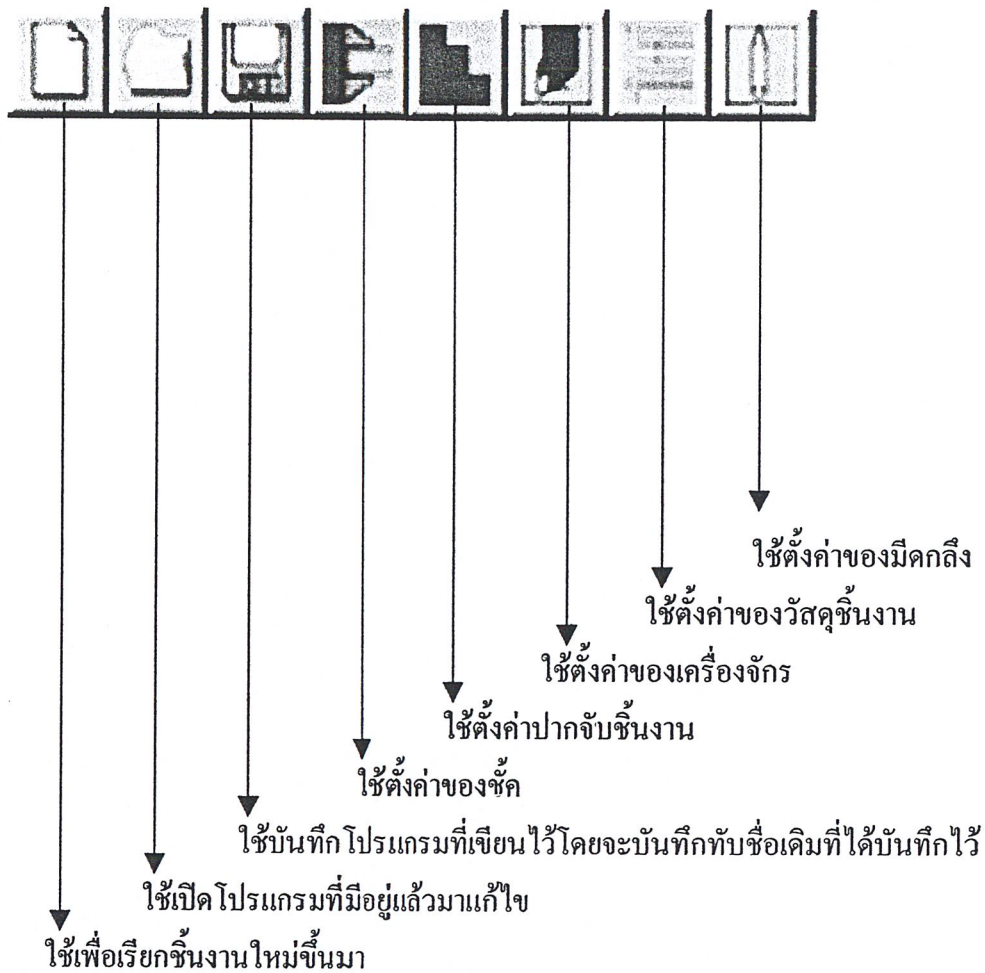 ใช้ตั้งค่าของมีดกลึง
ใช้ตั้งค่าของวัสดุชิ้นงาน
ใช้ตั้งค่าของเครื่องจักร
ใช้ตั้งค่าปากจับชิ้นงาน
ใช้ตั้งค่าของชั้ค
ใช้บันทึกโปรแกรมที่เขียนไว้โดยจะบันทึกทับชื่อเดิมที่ได้บันทึกไว้
ใช้เปิดโปรแกรมที่มีอยู่แล้วมาแก้ไข
ใช้เพื่อเรียกชิ้นงานใหม่ขึ้นมา